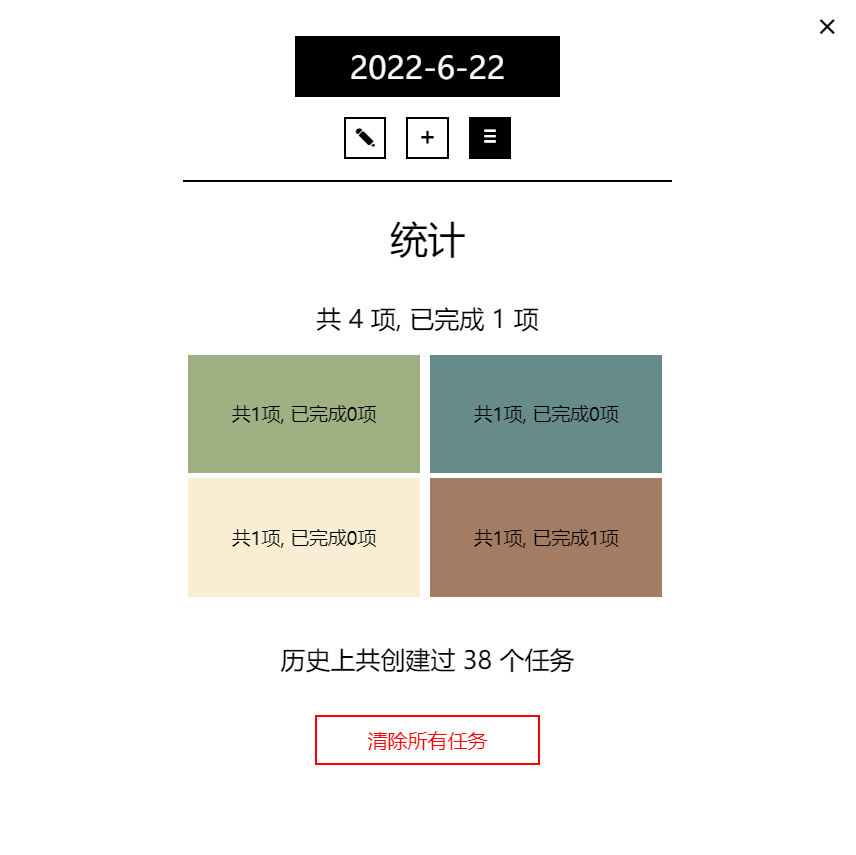 2022-6-22
统计
共 4 项, 已完成 1 项
共1项, 已完成0项
共1项, 已完成0项
共1项, 已完成0项
共1项, 已完成1项
历史上共创建过 38 个任务
清除所有任务